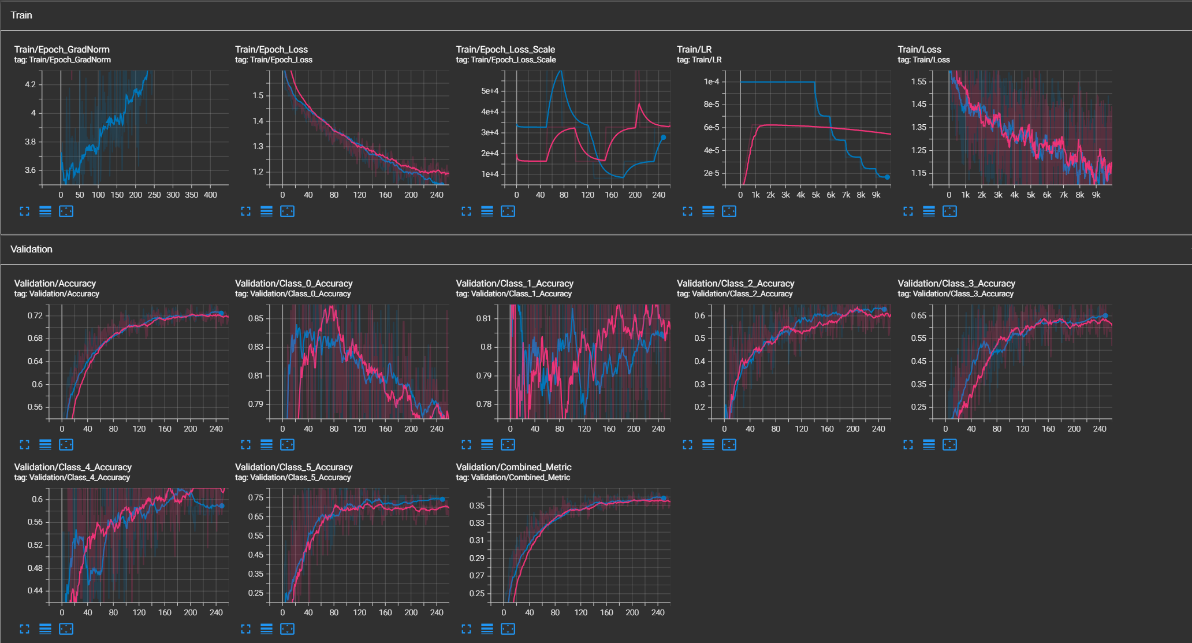 Train
Train/Epoch_GradNorm
tag: Train/Epoch_GradNorm
4.2
4
3.8
3.6
0 50 100 150 200 250 300 350 400
Train/Epoch_Loss
tag: Train/Epoch_Loss
1.5
1.4
1.3
1.2
0 40 80 120 160 200 240
Train/Epoch_Loss_Scale
tag: Train/Epoch_Loss_Scale
5e+4
4e+4
3e+4
2e+4
1e+4
0 40 80 120 160 200 240
Train/LR
tag: Train/LR
1e-4
8e-5
6e-5
4e-5
2e-5
0 1k 2k 3k 4k 5k 6k 7k 8k 9k
Train/Loss
tag: Train/Loss
1.55
1.45
1.35
1.25
1.15
0 1k 2k 3k 4k 5k 6k 7k 8k 9k
Validation
Validation/Accuracy
tag: Validation/Accuracy
0.72
0.68
0.64
0.6
0.56
0 40 80 120 160 200 240
Validation/Class_0_Accuracy
tag: Validation/Class_0_Accuracy
0.85
0.83
0.81
0.79
0 40 80 120 160 200 240
Validation/Class_1_Accuracy
tag: Validation/Class_1_Accuracy
0.81
0.8
0.79
0.78
0 40 80 120 160 200 240
Validation/Class_2_Accuracy
tag: Validation/Class_2_Accuracy
0.6
0.5
0.4
0.3
0.2
0 40 80 120 160 200 240
Validation/Class_3_Accuracy
tag: Validation/Class_3_Accuracy
0.65
0.55
0.45
0.35
0.25
0 40 80 120 160 200 240
Validation/Class_4_Accuracy
tag: Validation/Class_4_Accuracy
0.6
0.56
0.52
0.48
0.44
0 40 80 120 160 200 240
Validation/Class_5_Accuracy
tag: Validation/Class_5_Accuracy
0.75
0.65
0.55
0.45
0.35
0.25
0 40 80 120 160 200 240
Validation/Combined_Metric
tag: Validation/Combined_Metric
0.35
0.33
0.31
0.29
0.27
0.25
0 40 80 120 160 200 240